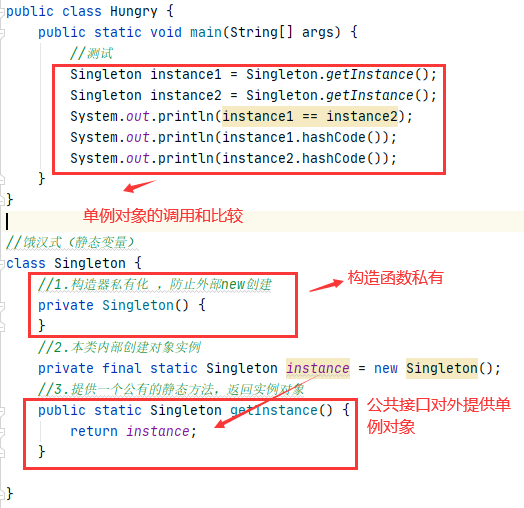 public class Hungry {
public static void main(String[] args) {
//测试
Singleton instance1 = Singleton.getInstance();
Singleton instance2 = Singleton.getInstance();
System.out.println(instance1 == instance2);
System.out.println(instance1.hashCode());
System.out.println(instance2.hashCode());
}
}
单例对象的调用和比较
//饿汉式（静态变量）
class Singleton {
//1.构造器私有化 ，防止外部new创建
构造函数私有
private Singleton() {
}
//2.本类内部创建对象实例
private final static Singleton instance = new Singleton();
//3.提供一个公有的静态方法，返回实例对象
public static Singleton getInstance() {
公共接口对外提供单
例对象
return instance;
}
}